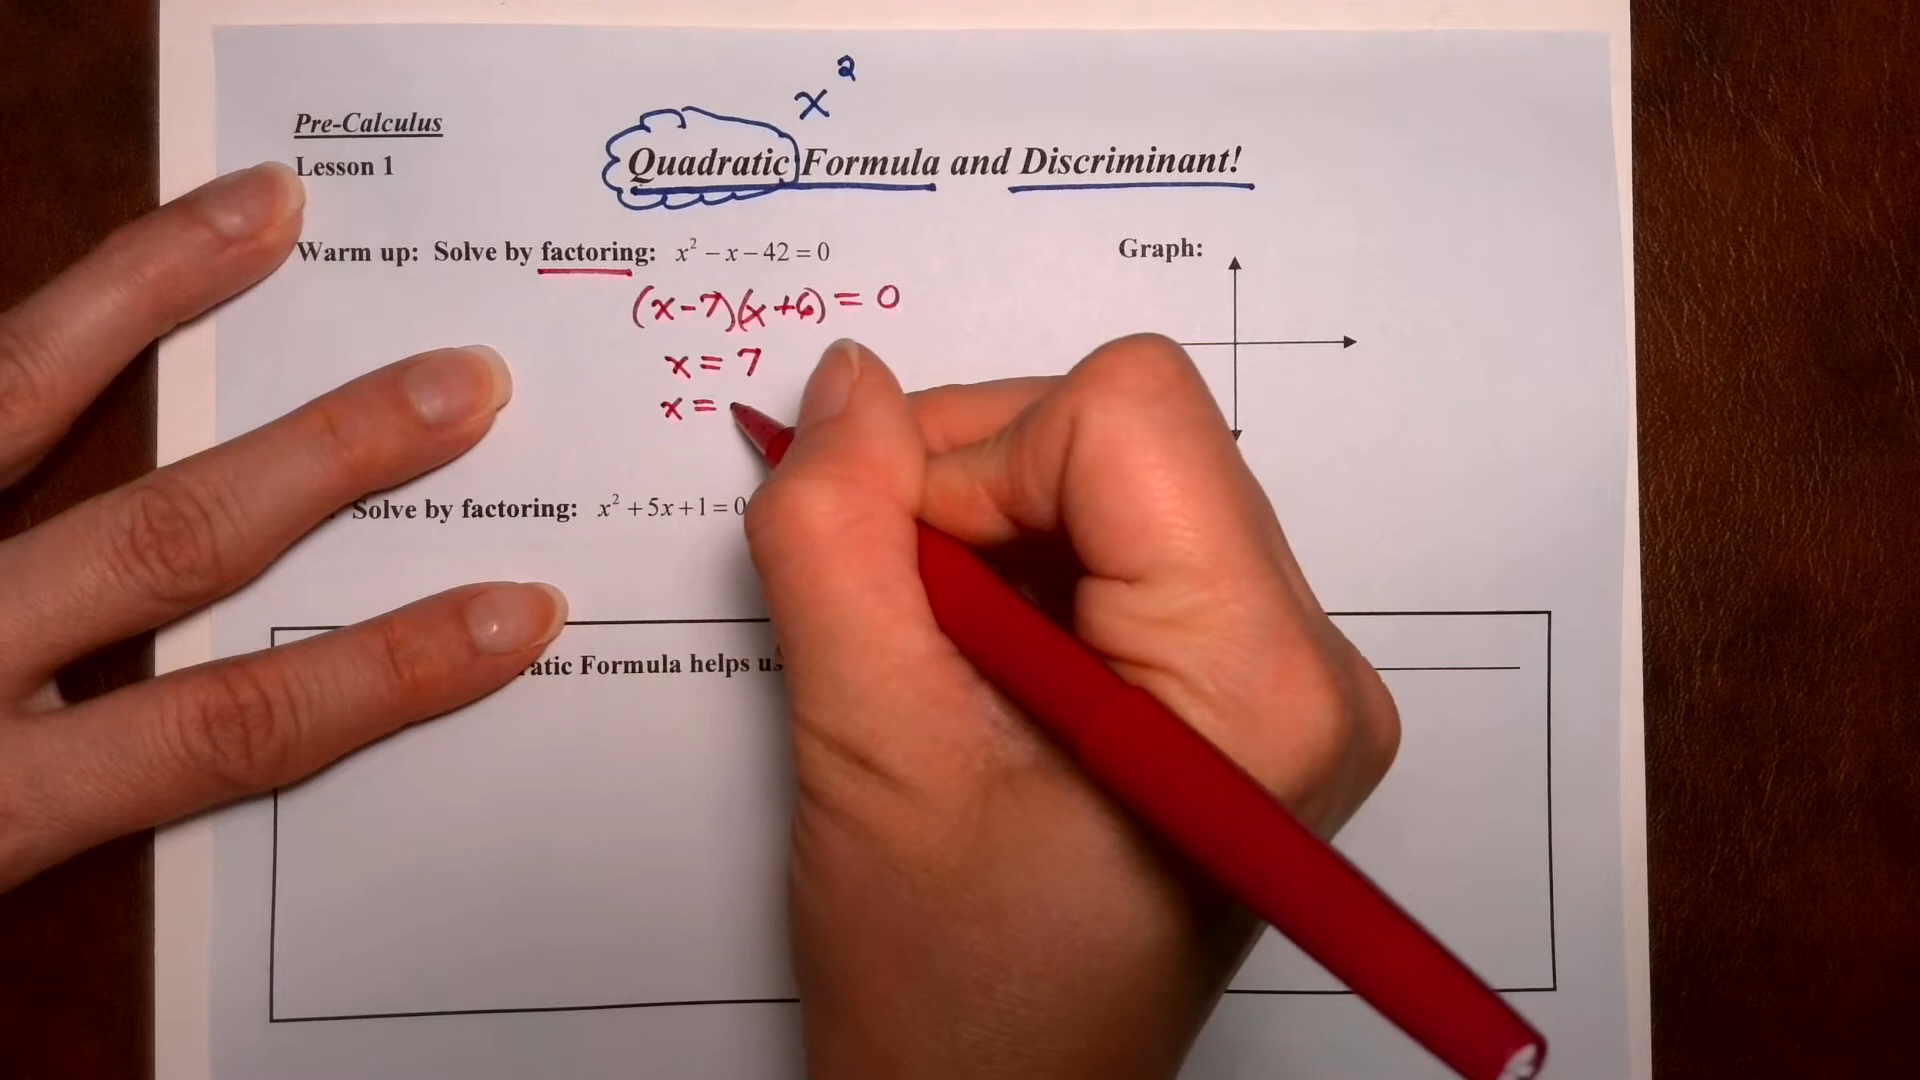 x²
Pre-Calculus
Lesson 1
Quadratic Formula and Discriminant!
Warm up: Solve by factoring: x² − x − 42 = 0
Graph:
(x-7)(x+6) = 0
x = 7
x =
Solve by factoring: x² + 5x + 1 = 0
Formula helps us